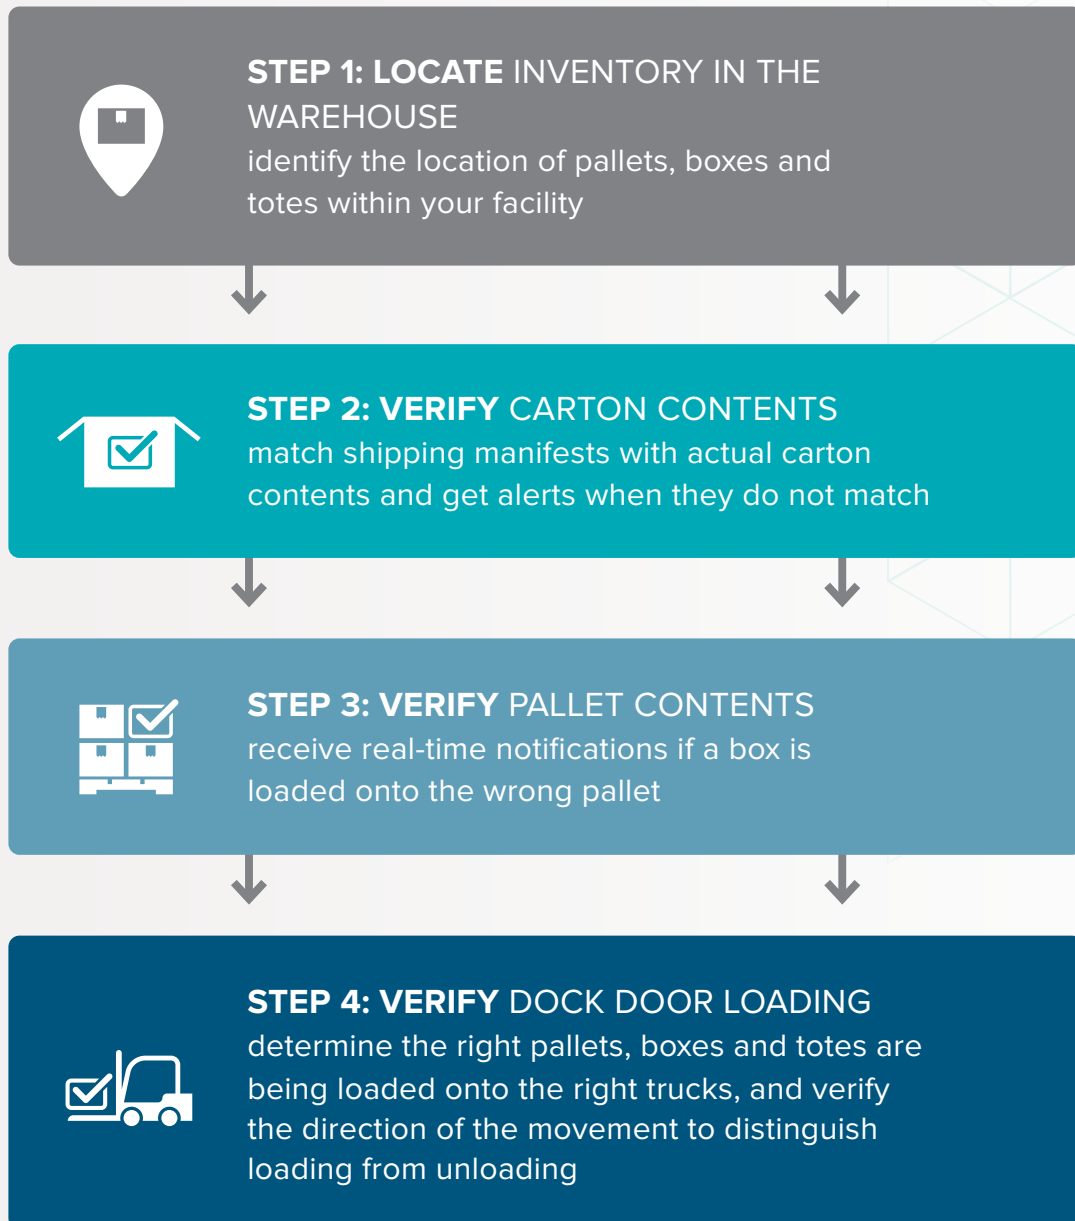 STEP 1: LOCATE INVENTORY IN THE
WAREHOUSE
identify the location of pallets, boxes and
totes within your facility
STEP 2: VERIFY CARTON CONTENTS
match shipping manifests with actual carton
contents and get alerts when they do not match
STEP 3: VERIFY PALLET CONTENTS
receive real-time notifications if a box is
loaded onto the wrong pallet
STEP 4: VERIFY DOCK DOOR LOADING
determine the right pallets, boxes and totes are
being loaded onto the right trucks, and verify
the direction of the movement to distinguish
loading from unloading